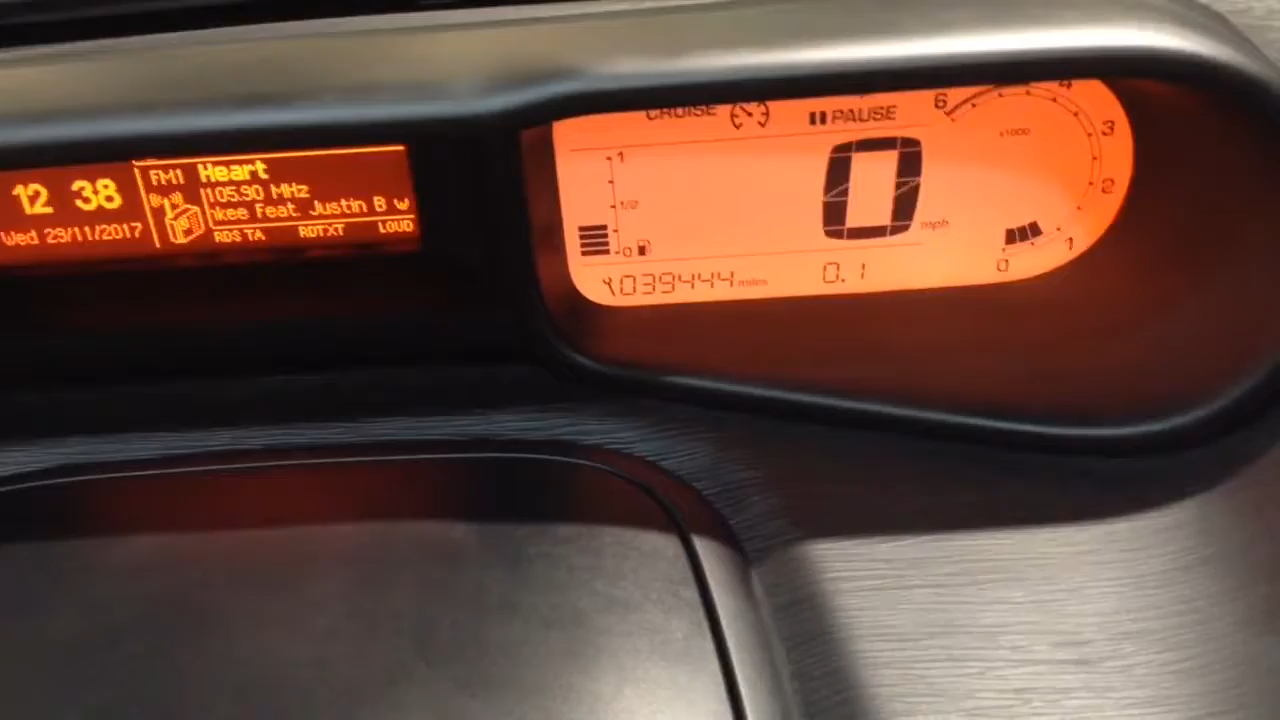 12 38
Wed 29/11/2017
FM1 Heart
105.90 MHz
nkee Feat. Justin B w
RDS TA RDTXT LOUD
CRUISE PAUSE
1
1/2
0
0 mph
039444 miles 0.1
6 4 3 2 1 0
x1000